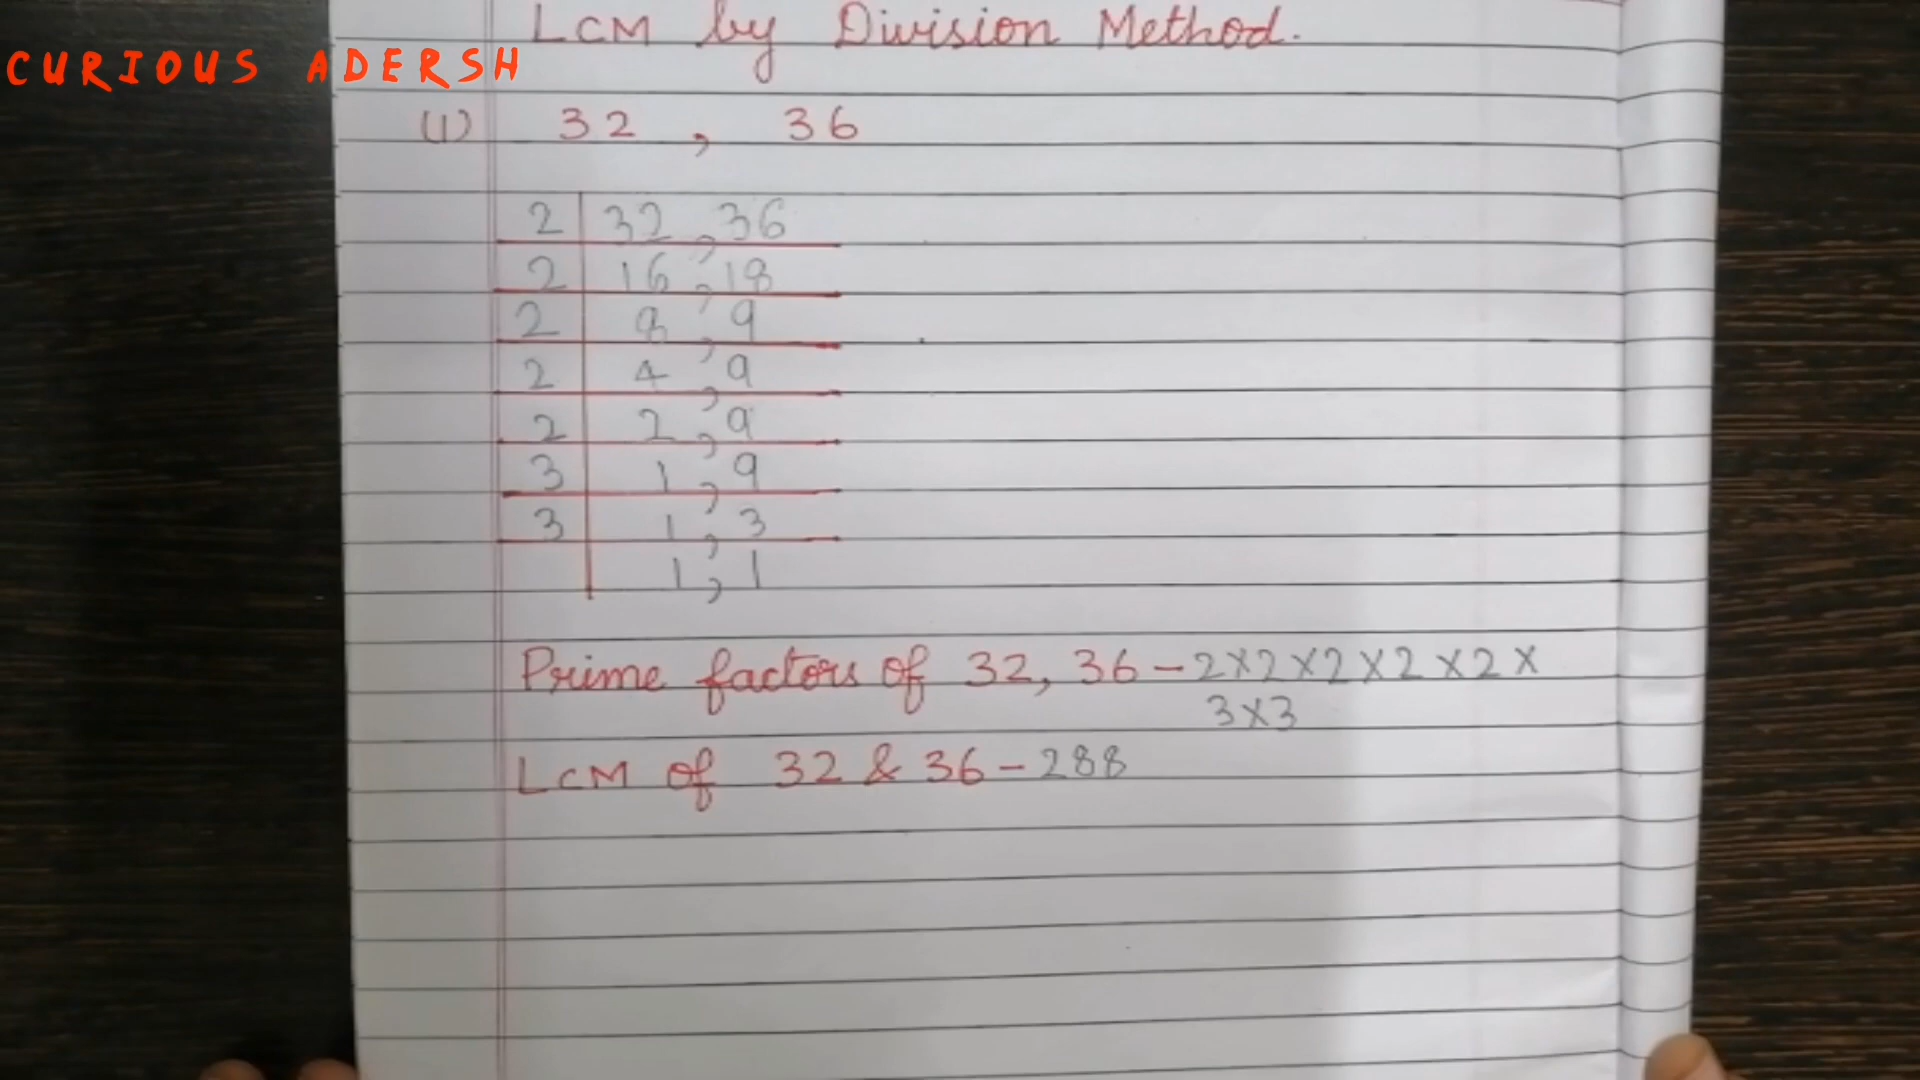 LCM by Division Method.
CURIOUS ADERSH
(1) 32 , 36
2 | 32 , 36
2 | 16 , 18
2 | 8 , 9
2 | 4 , 9
2 | 2 , 9
3 | 1 , 9
3 | 1 , 3
1 , 1
Prime factors of 32, 36 - 2×2×2×2×2×
3×3
LCM of 32 & 36 - 288